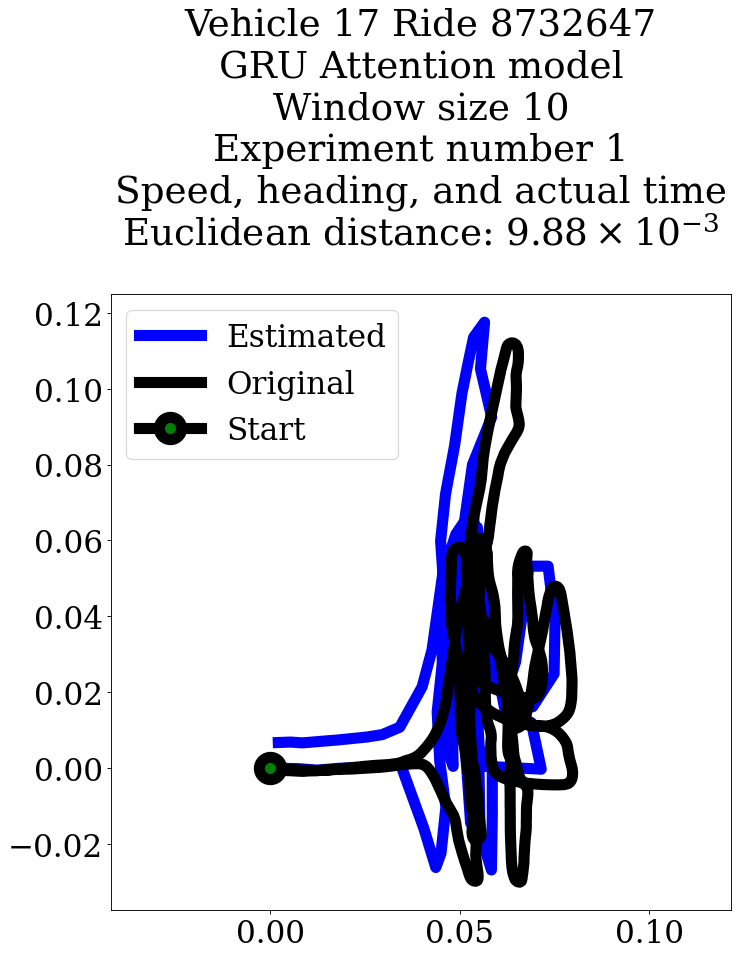 Vehicle 17 Ride 8732647
GRU Attention model
Window size 10
Experiment number 1
Speed, heading, and actual time
Euclidean distance: 9.88 × 10⁻³
Estimated
Original
Start
0.12
0.10
0.08
0.06
0.04
0.02
0.00
−0.02
0.00 0.05 0.10